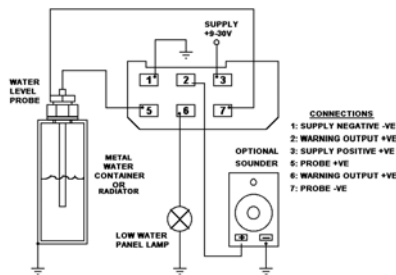 SUPPLY
+9-30V
WATER
LEVEL
PROBE
1 2 3
5 6 7
METAL
WATER
CONTAINER
OR
RADIATOR
LOW WATER
PANEL LAMP
OPTIONAL
SOUNDER
CONNECTIONS
1: SUPPLY NEGATIVE -VE
2: WARNING OUTPUT +VE
3: SUPPLY POSITIVE +VE
5: PROBE +VE
6: WARNING OUTPUT +VE
7: PROBE -VE